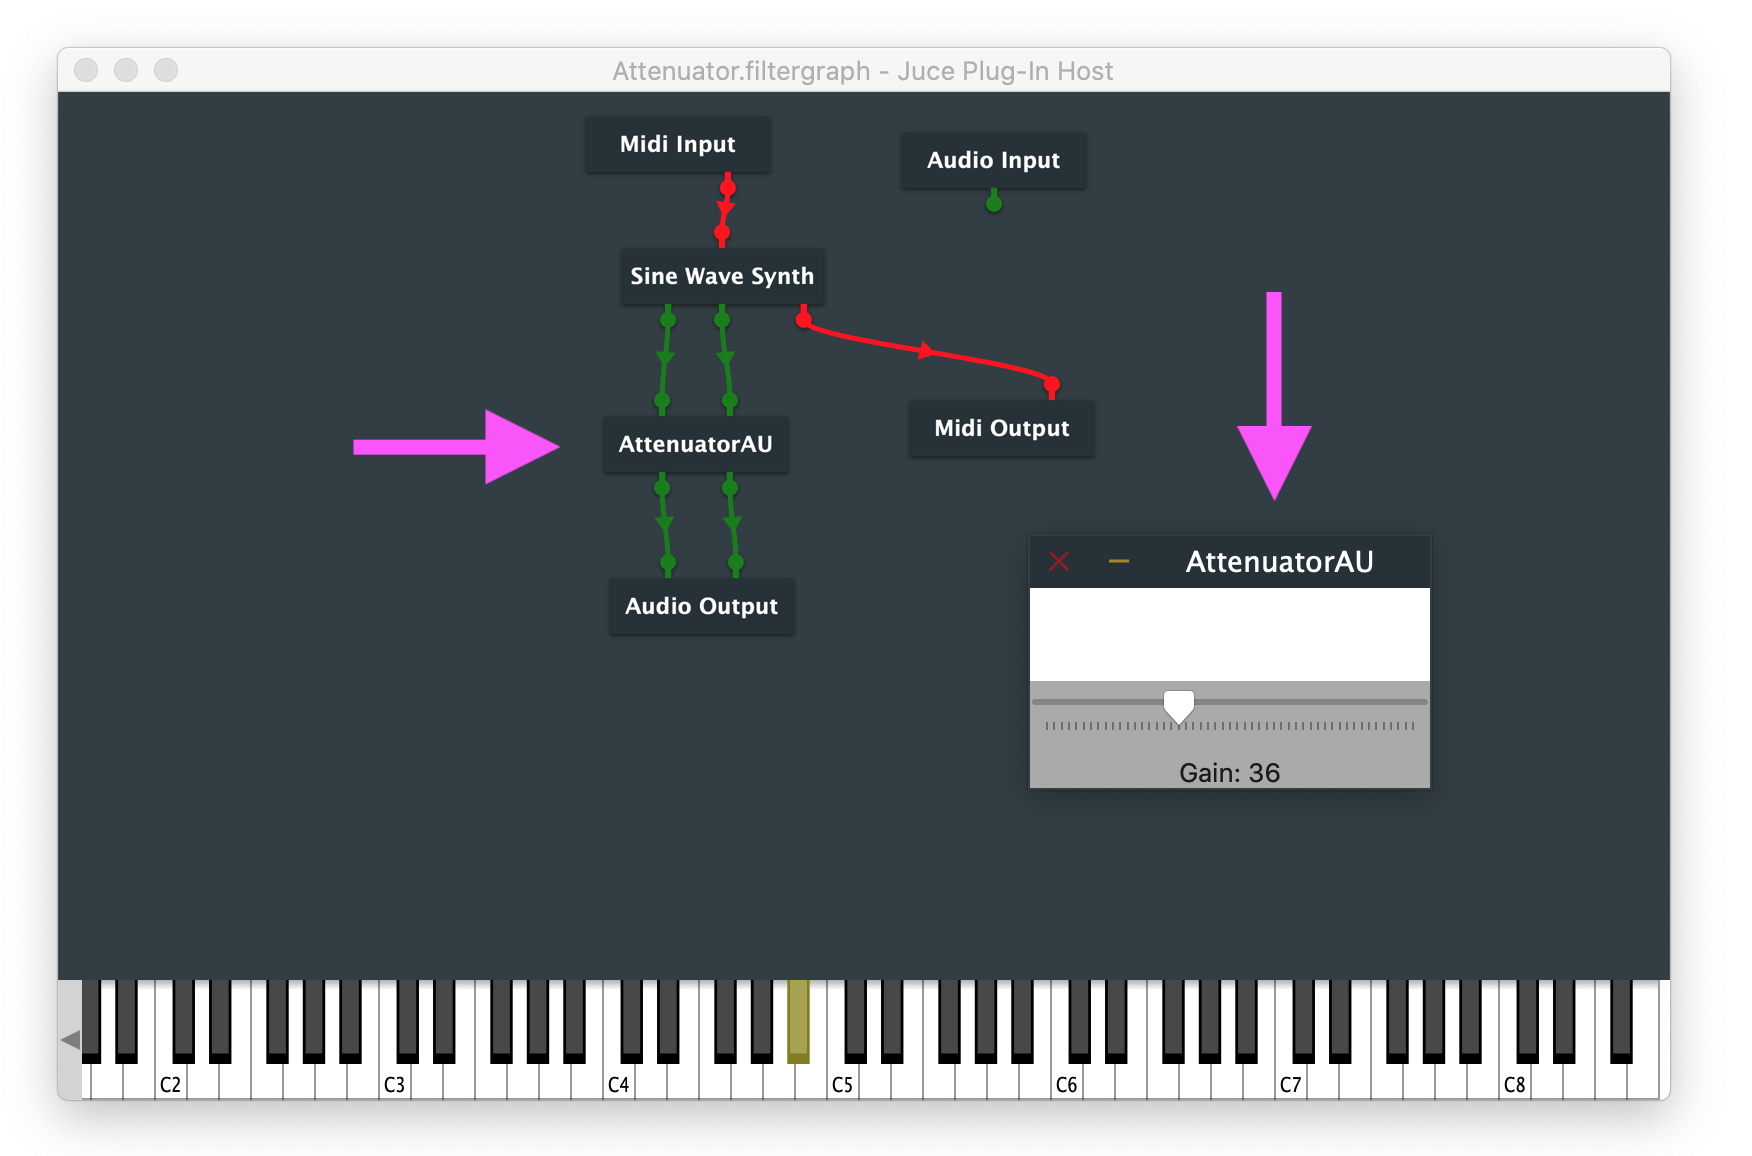 Attenuator.filtergraph - Juce Plug-In Host
Midi Input
Audio Input
Sine Wave Synth
AttenuatorAU
Midi Output
Audio Output
AttenuatorAU
Gain: 36
C2 C3 C4 C5 C6 C7 C8